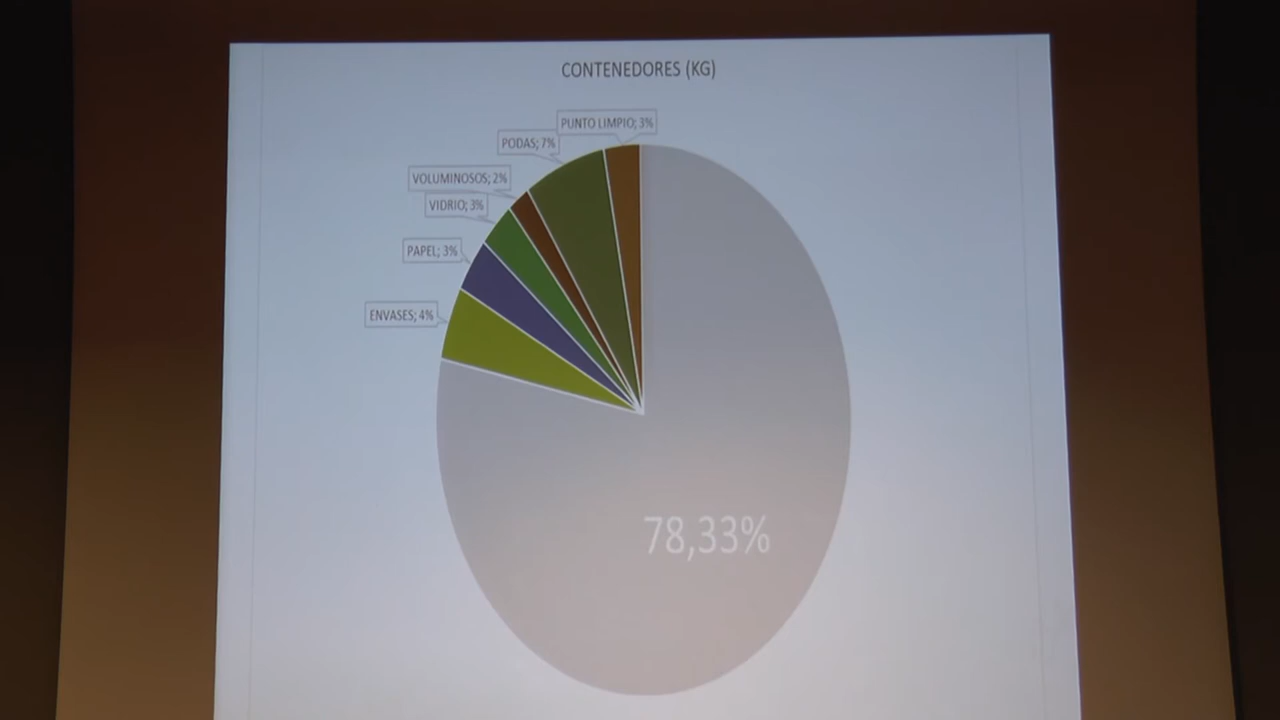 CONTENEDORES (KG)
PUNTO LIMPIO; 3%
PODAS; 7%
VOLUMINOSOS; 2%
VIDRIO; 3%
PAPEL; 3%
ENVASES; 4%
78,33%